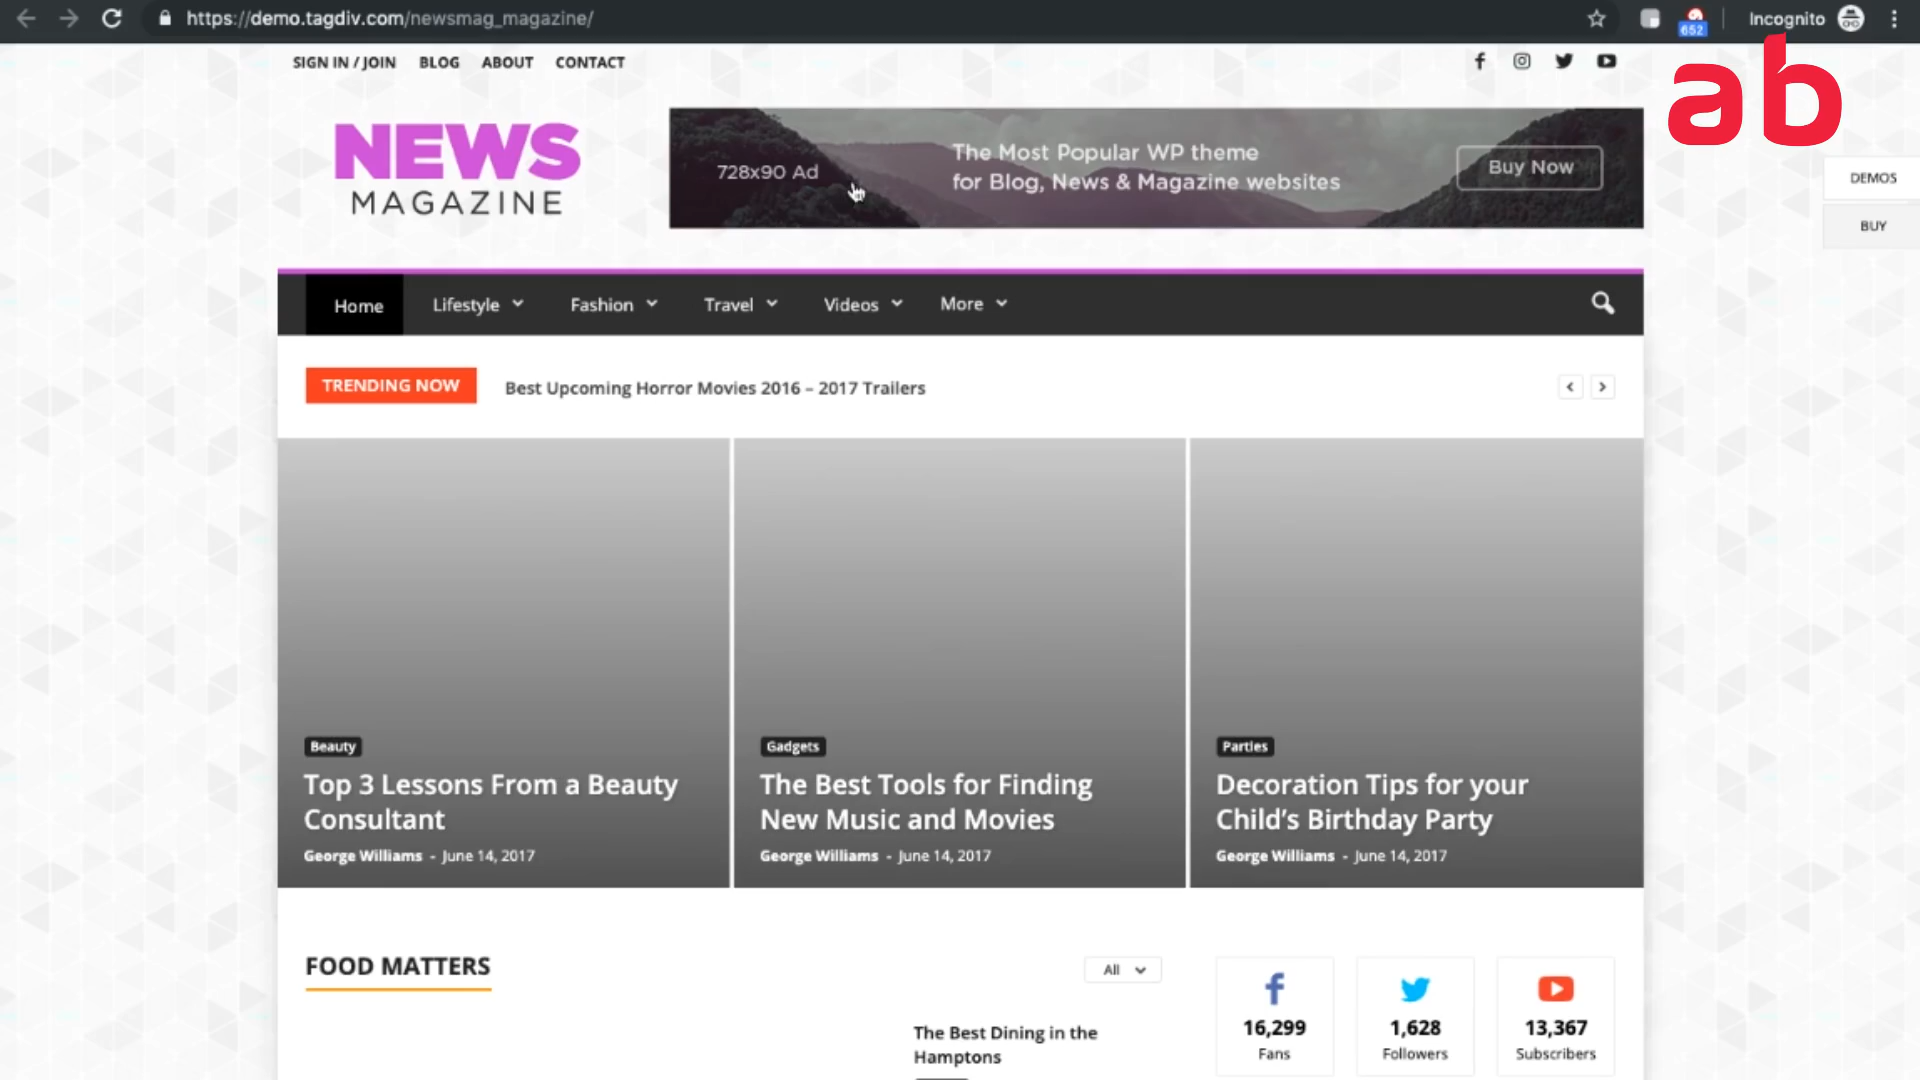 https://demo.tagdiv.com/newsmag_magazine/
652
Incognito
SIGN IN / JOIN BLOG ABOUT CONTACT
ab
NEWS
MAGAZINE
728x90 Ad
The Most Popular WP theme
for Blog, News & Magazine websites
Buy Now
DEMOS
BUY
Home Lifestyle Fashion Travel Videos More
TRENDING NOW Best Upcoming Horror Movies 2016 – 2017 Trailers
Beauty
Top 3 Lessons From a Beauty
Consultant
George Williams - June 14, 2017
Gadgets
The Best Tools for Finding
New Music and Movies
George Williams - June 14, 2017
Parties
Decoration Tips for your
Child’s Birthday Party
George Williams - June 14, 2017
FOOD MATTERS
All
The Best Dining in the
Hamptons
16,299
Fans
1,628
Followers
13,367
Subscribers